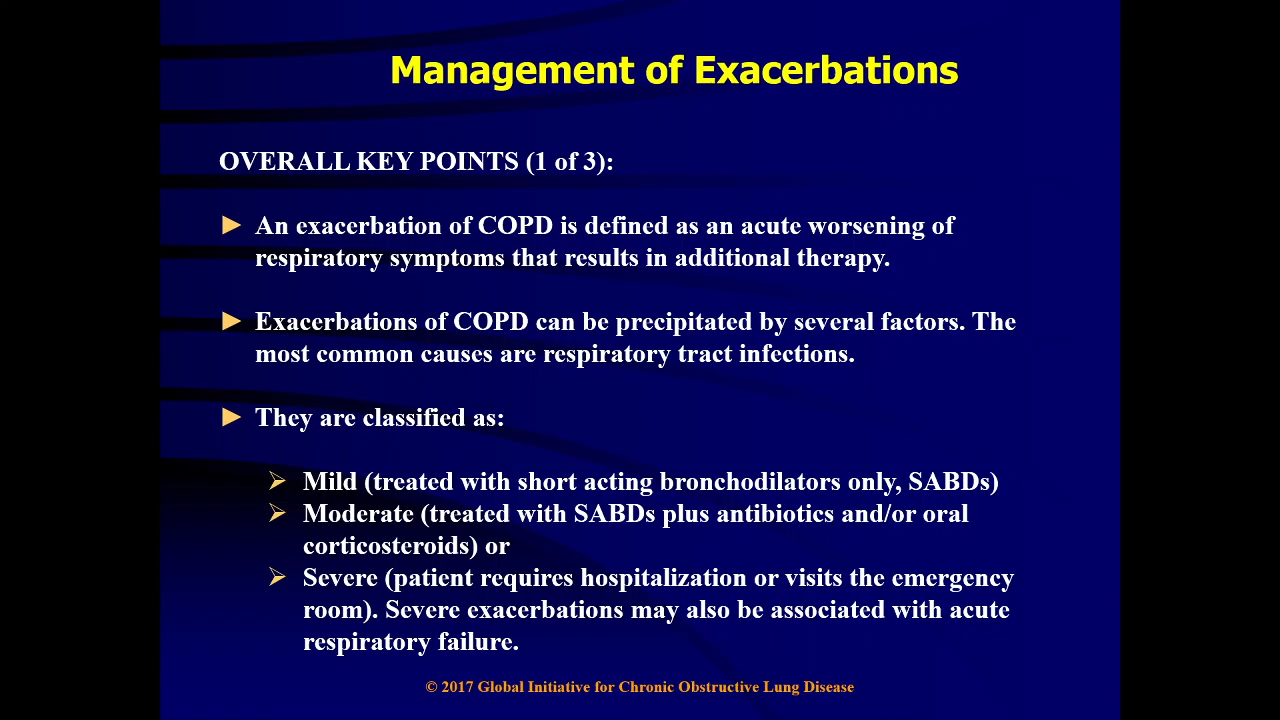 Management of Exacerbations
OVERALL KEY POINTS (1 of 3):
► An exacerbation of COPD is defined as an acute worsening of
respiratory symptoms that results in additional therapy.
► Exacerbations of COPD can be precipitated by several factors. The
most common causes are respiratory tract infections.
► They are classified as:
➢ Mild (treated with short acting bronchodilators only, SABDs)
➢ Moderate (treated with SABDs plus antibiotics and/or oral
corticosteroids) or
➢ Severe (patient requires hospitalization or visits the emergency
room). Severe exacerbations may also be associated with acute
respiratory failure.
© 2017 Global Initiative for Chronic Obstructive Lung Disease